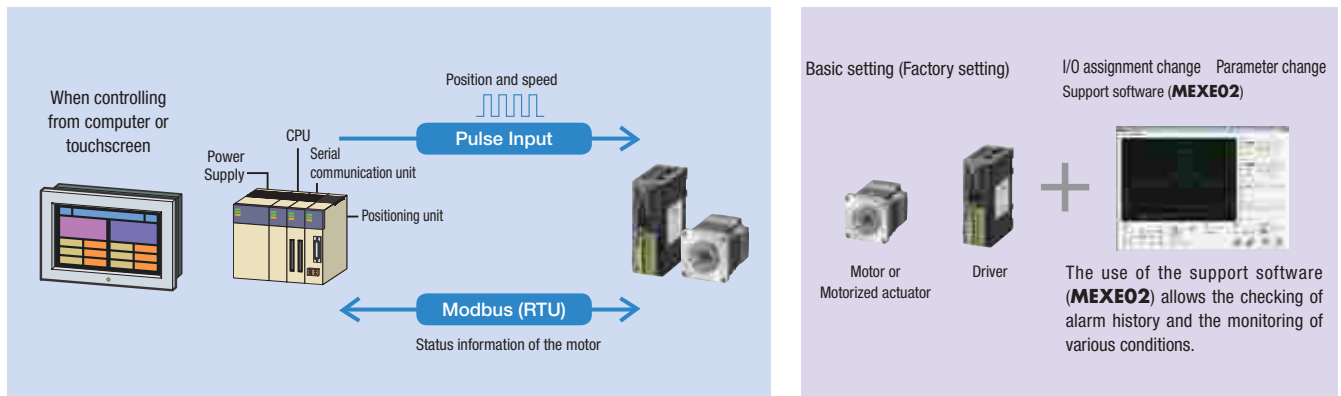 When controlling
from computer or
touchscreen
Position and speed
Pulse Input
CPU
Power
Supply
Serial
communication unit
Positioning unit
Modbus (RTU)
Status information of the motor
Basic setting (Factory setting)
I/O assignment change Parameter change
Support software (MEXE02)
Motor or
Motorized actuator
Driver
The use of the support software
(MEXE02) allows the checking of
alarm history and the monitoring of
various conditions.